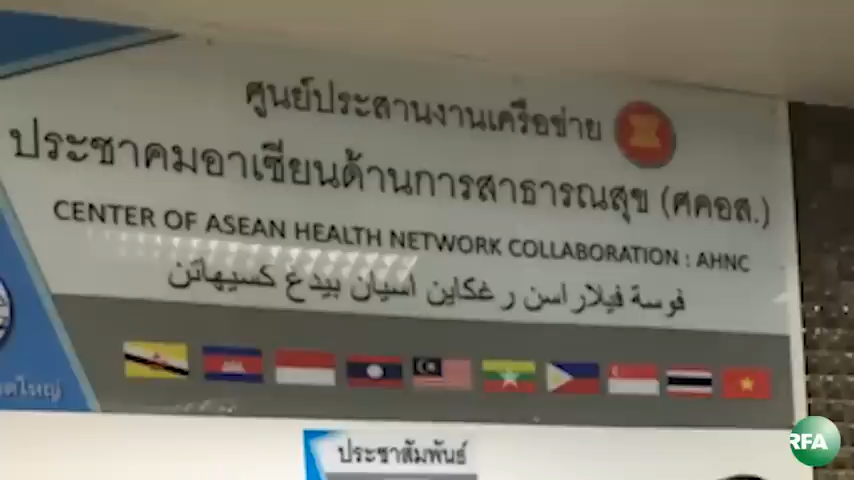 ศูนย์ประสานงานเครือข่าย
ประชาคมอาเซียนด้านการสาธารณสุข (ศคอส.)
CENTER OF ASEAN HEALTH NETWORK COLLABORATION : AHNC
فوسة فيلاراسن رغكاين اسيان بيدغ كسيهاتن
ประชาสัมพันธ์
RFA